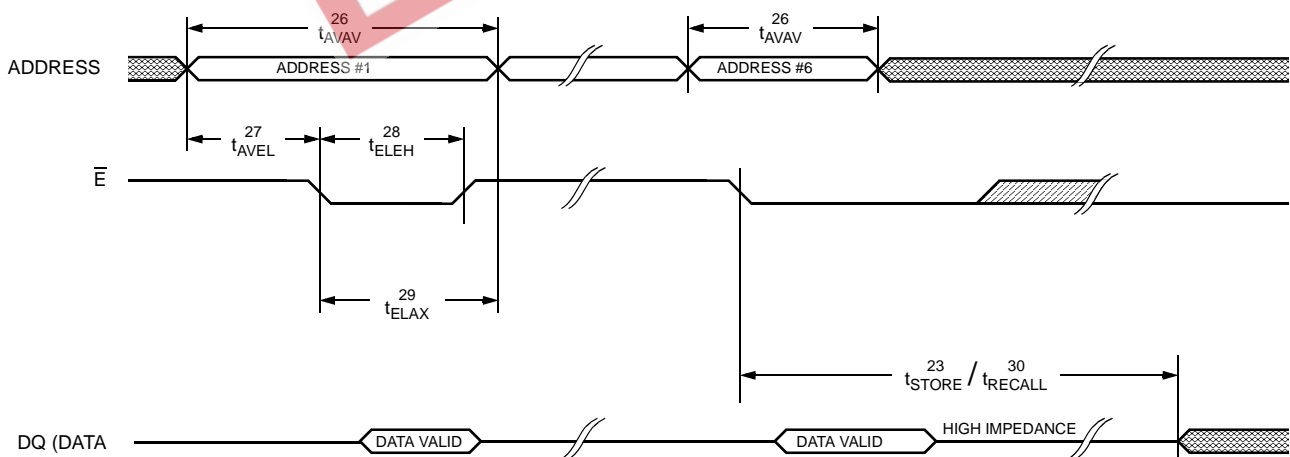 26 26
tAVAV tAVAV
ADDRESS ADDRESS #1 ADDRESS #6
27 28
tAVEL tELEH
E
29
tELAX
23 30
tSTORE / tRECALL
DQ (DATA DATA VALID DATA VALID HIGH IMPEDANCE